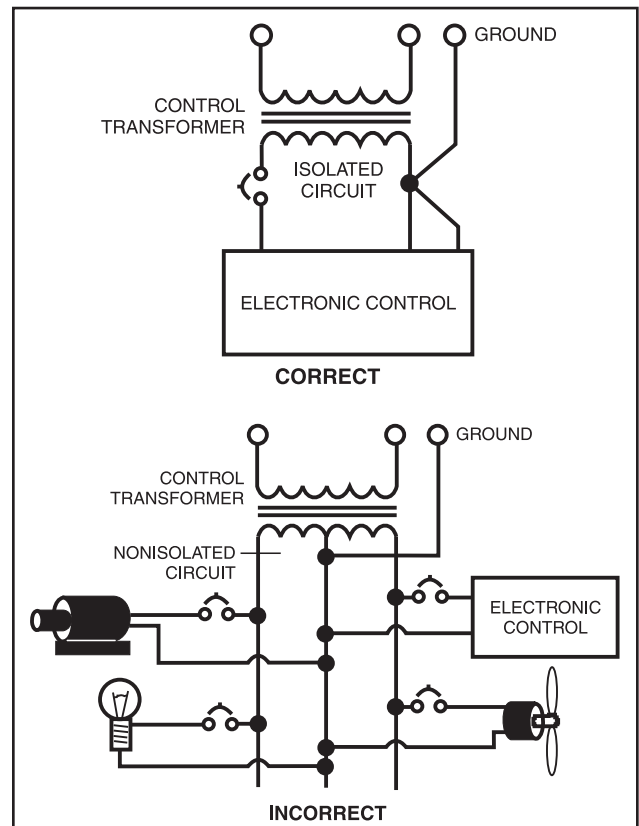 GROUND
CONTROL
TRANSFORMER
ISOLATED
CIRCUIT
ELECTRONIC CONTROL
CORRECT
GROUND
CONTROL
TRANSFORMER
NONISOLATED
CIRCUIT
ELECTRONIC
CONTROL
INCORRECT